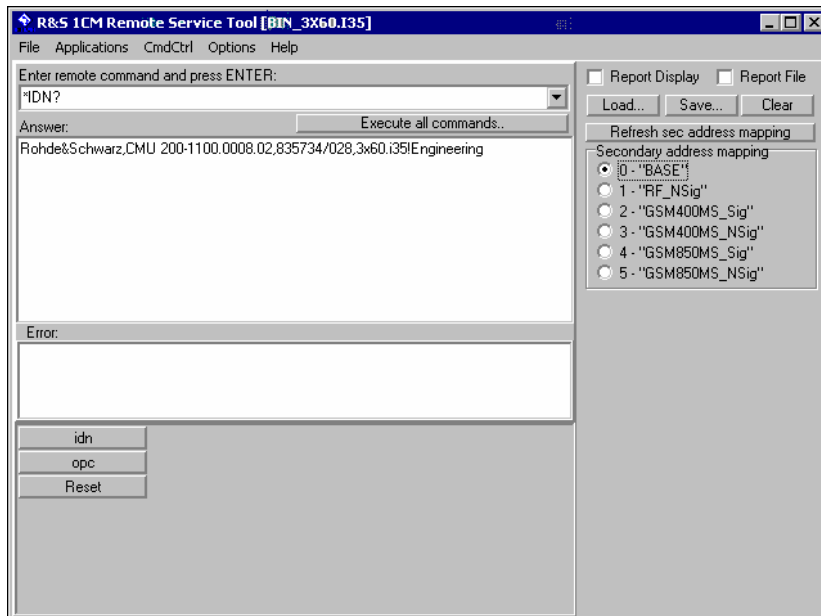 R&S 1CM Remote Service Tool [BIN_3X60.I35]
File Applications CmdCtrl Options Help
Enter remote command and press ENTER:
*IDN?
Answer:
Execute all commands..
Rohde&Schwarz,CMU 200-1100.0008.02,835734/028,3x60.i35!Engineering
Error:
idn
opc
Reset
Report Display Report File
Load... Save... Clear
Refresh sec address mapping
Secondary address mapping
0 - "BASE"
1 - "RF_NSig"
2 - "GSM400MS_Sig"
3 - "GSM400MS_NSig"
4 - "GSM850MS_Sig"
5 - "GSM850MS_NSig"